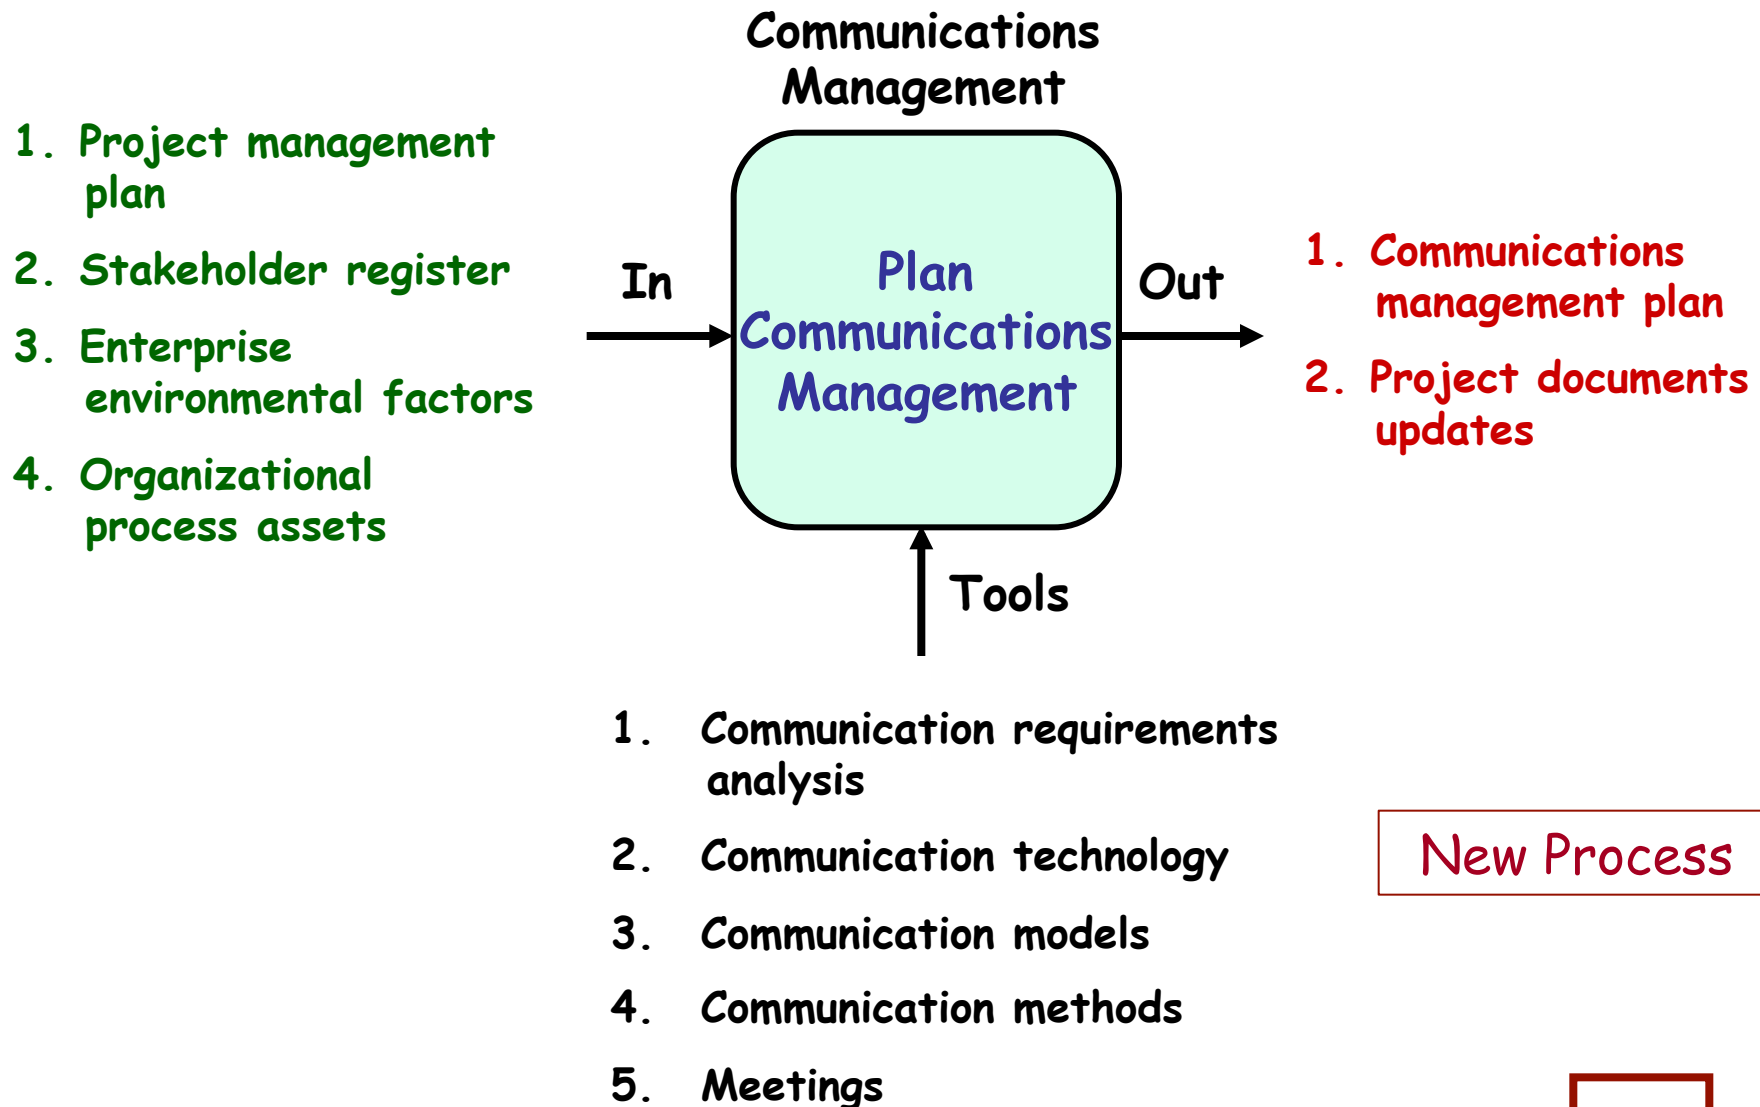 Communications
Management
1. Project management
plan
2. Stakeholder register
3. Enterprise
environmental factors
4. Organizational
process assets
In
Plan
Communications
Management
Out
1. Communications
management plan
2. Project documents
updates
Tools
1. Communication requirements
analysis
2. Communication technology
3. Communication models
4. Communication methods
5. Meetings
New Process